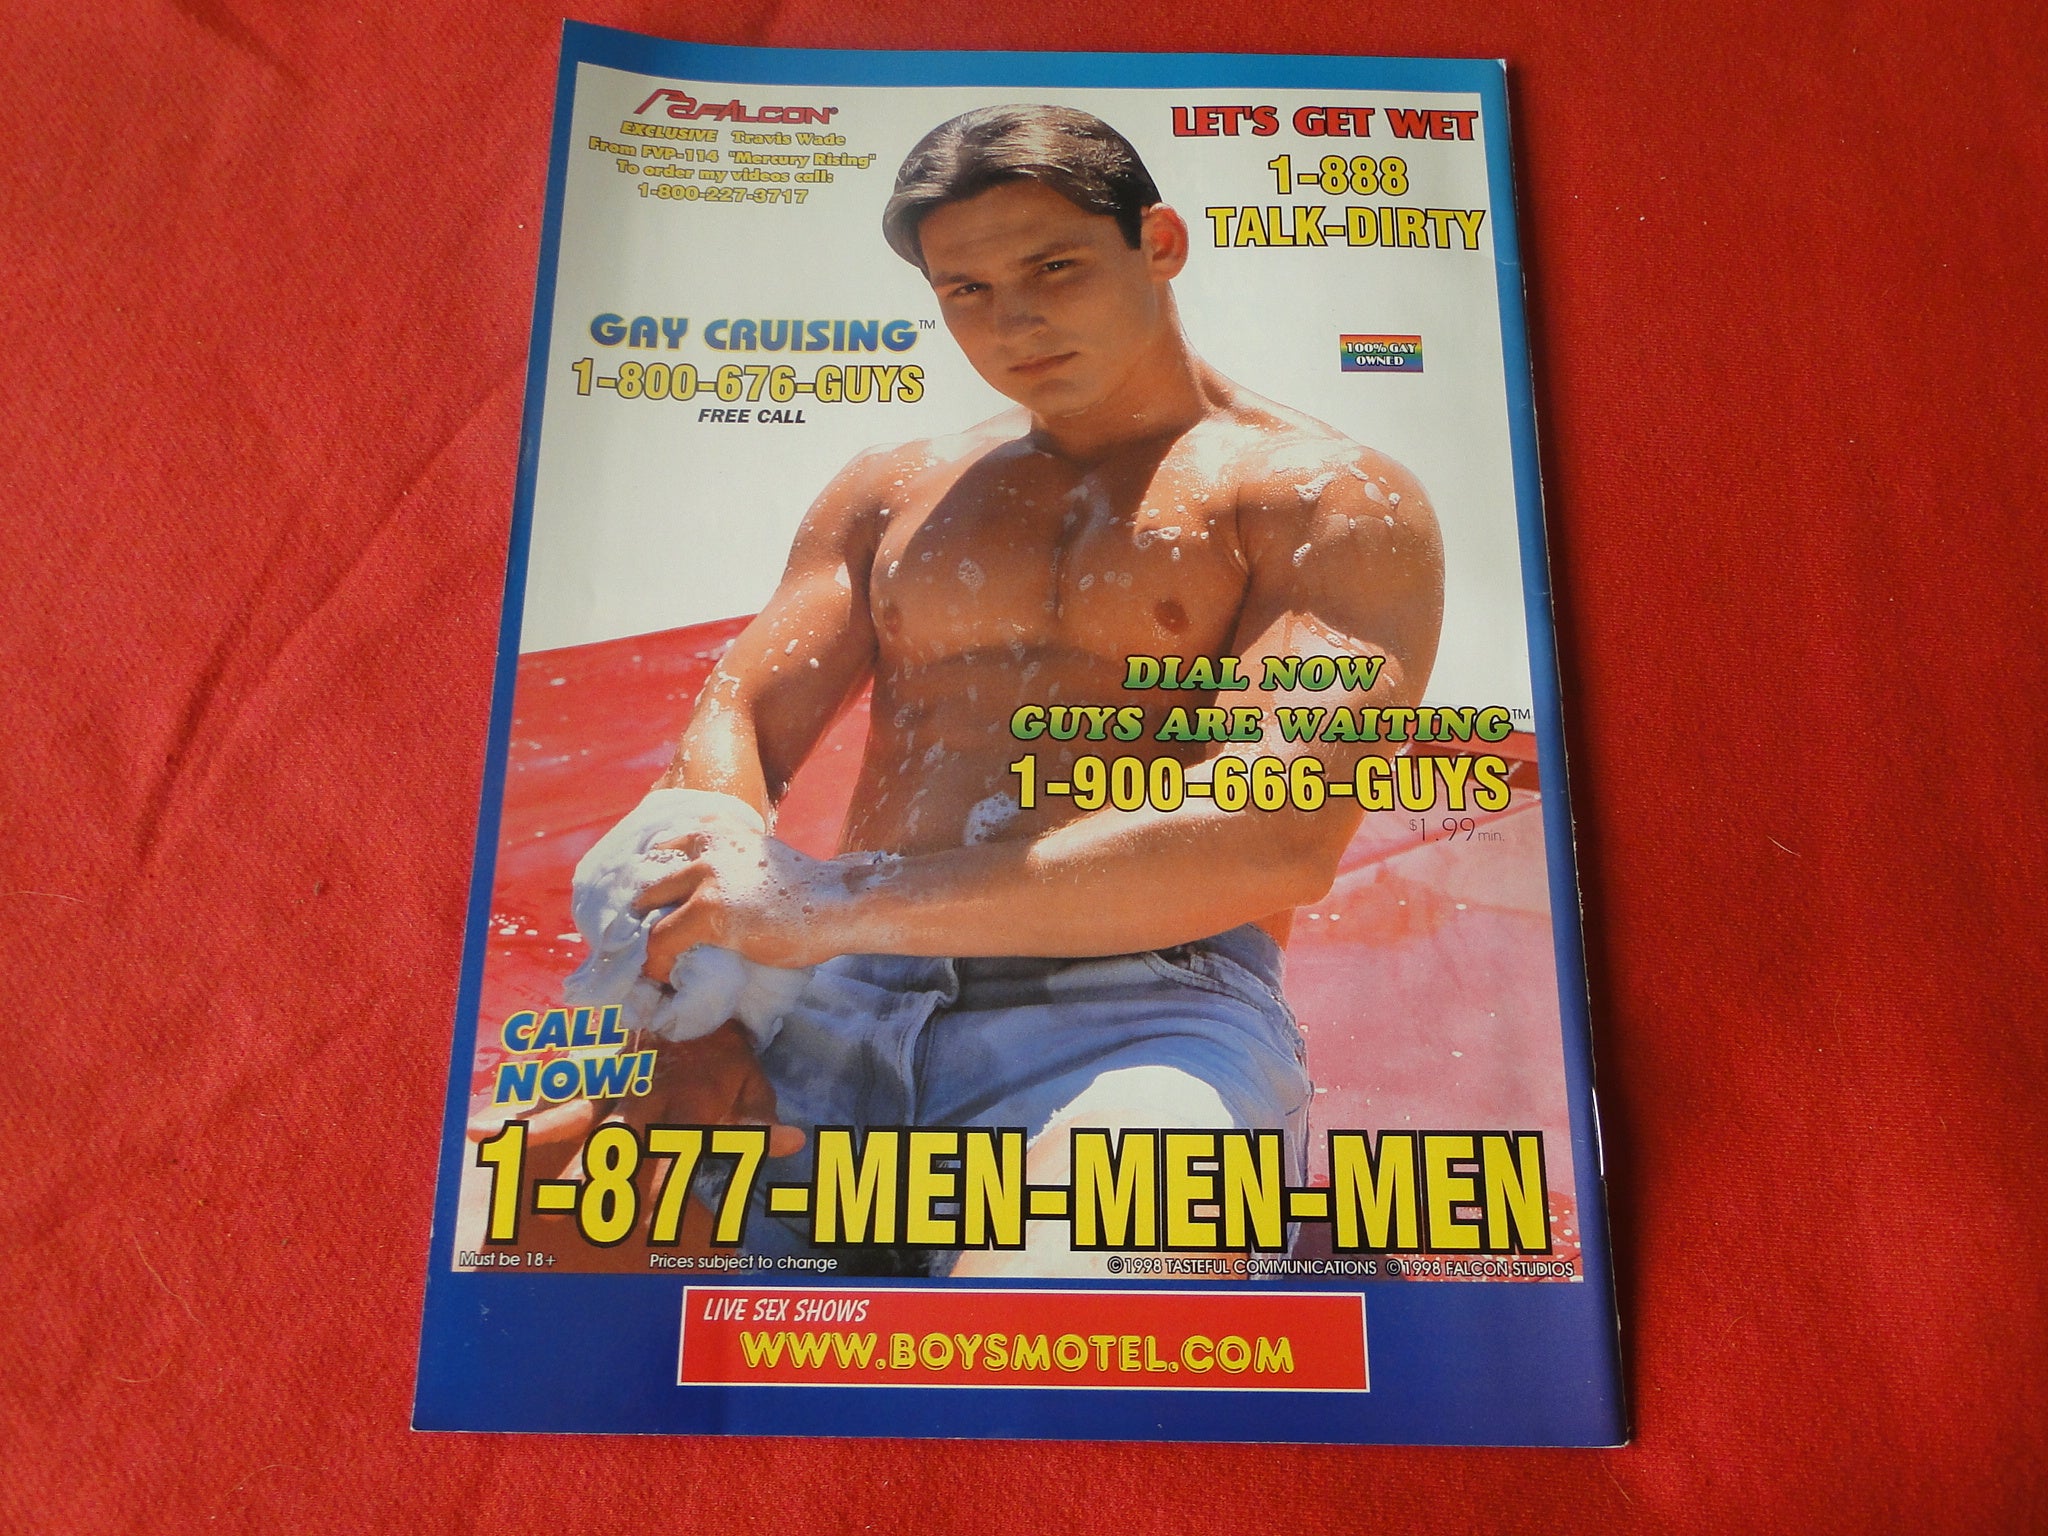 FALCON®
EXCLUSIVE Travis Wade
From FVP-114 "Mercury Rising"
To order my videos call:
1-800-227-3717
LET'S GET WET
1-888
TALK-DIRTY
GAY CRUISING™
1-800-676-GUYS
FREE CALL
100% GAY
OWNED
DIAL NOW
GUYS ARE WAITING™
1-900-666-GUYS
$1.99 min.
CALL
NOW!
1-877-MEN-MEN-MEN
Must be 18+ Prices subject to change ©1998 TASTEFUL COMMUNICATIONS ©1998 FALCON STUDIOS
LIVE SEX SHOWS
WWW.BOYSMOTEL.COM